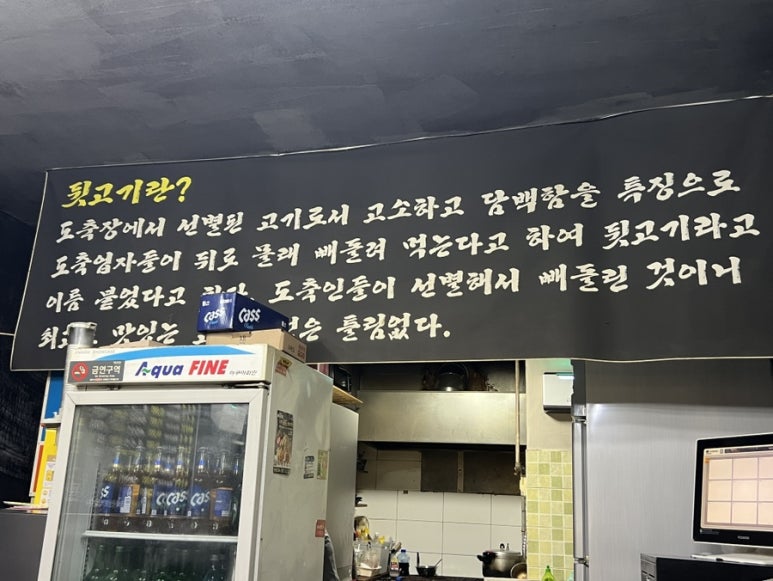 뒷고기란?
도축장에서 선별된 고기로서 고소하고 담백함을 특징으로
도축업자들이 뒤로 몰래 빼돌려 먹는다고 하여 뒷고기라고
이름 붙었다고 도축인들이 선별해서 빼돌린 것이니
맛있는 틀림없다.
cass
금연구역
Aqua FINE
cass
cass